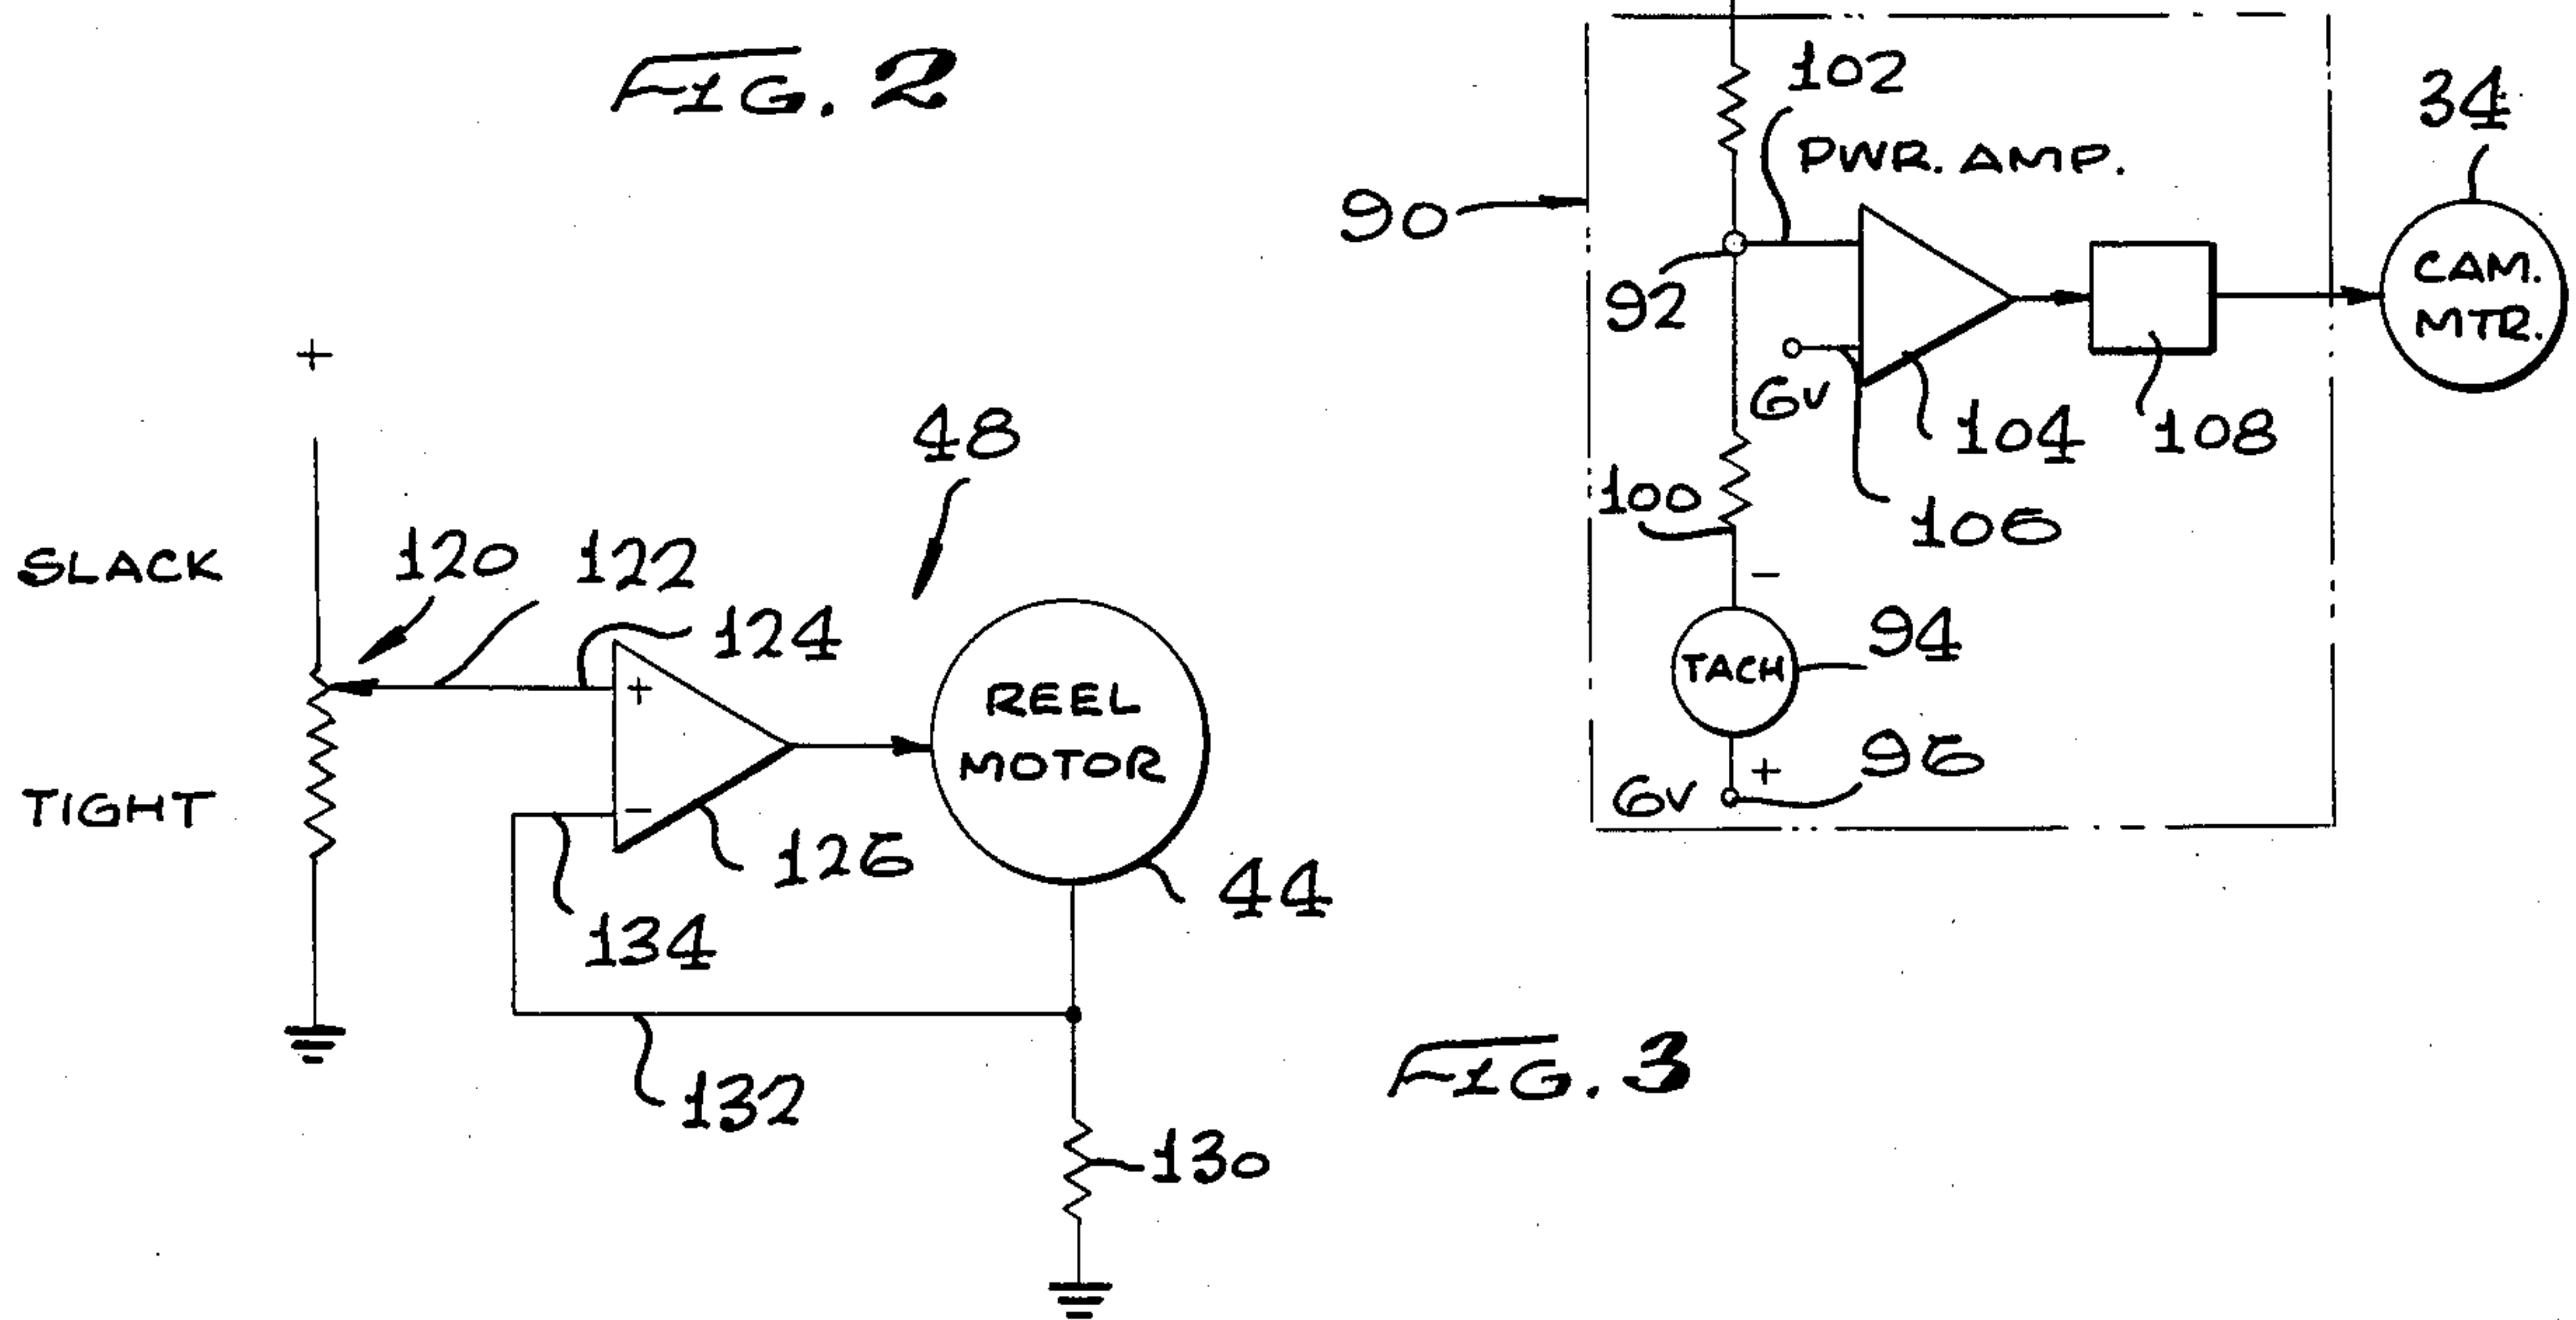 FIG. 2
102
34
PWR. AMP.
90
92
CAM.
MTR.
6V
104
108
100
106
+
48
SLACK
120
122
124
+
−
TACH
94
REEL
MOTOR
TIGHT
−
126
+
96
6V
44
134
132
FIG. 3
130